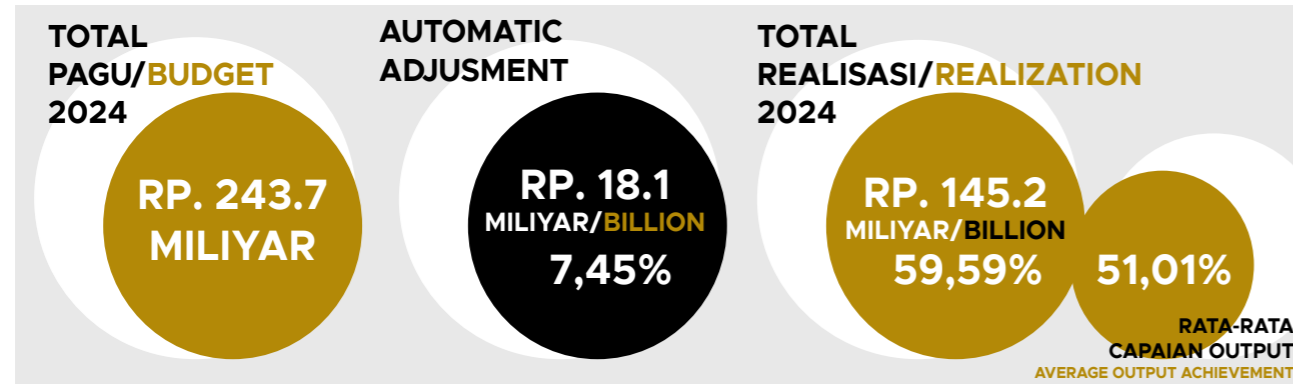 TOTAL
PAGU/BUDGET
2024
RP. 243.7
MILIYAR
AUTOMATIC
ADJUSMENT
RP. 18.1
MILIYAR/BILLION
7,45%
TOTAL
REALISASI/REALIZATION
2024
RP. 145.2
MILIYAR/BILLION
59,59%
51,01%
RATA-RATA
CAPAIAN OUTPUT
AVERAGE OUTPUT ACHIEVEMENT